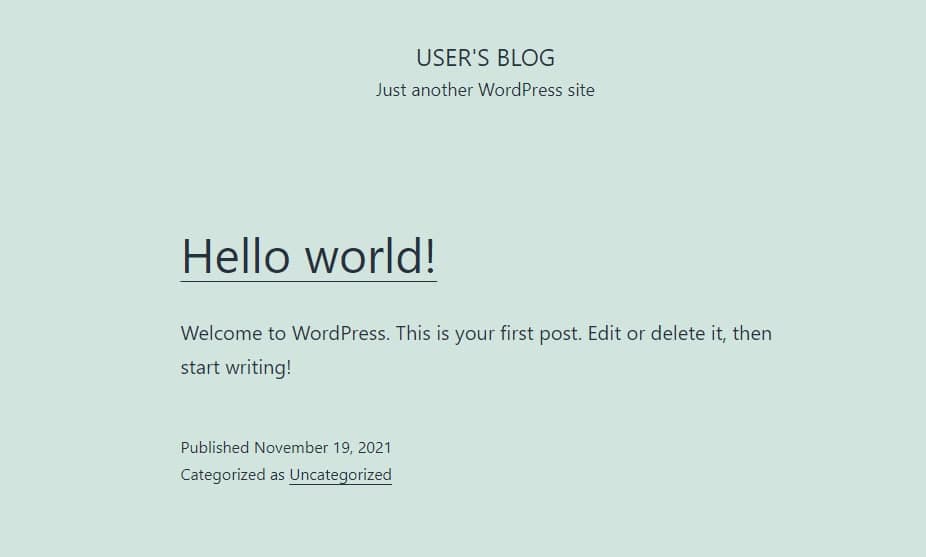 USER'S BLOG
Just another WordPress site
Hello world!
Welcome to WordPress. This is your first post. Edit or delete it, then
start writing!
Published November 19, 2021
Categorized as Uncategorized